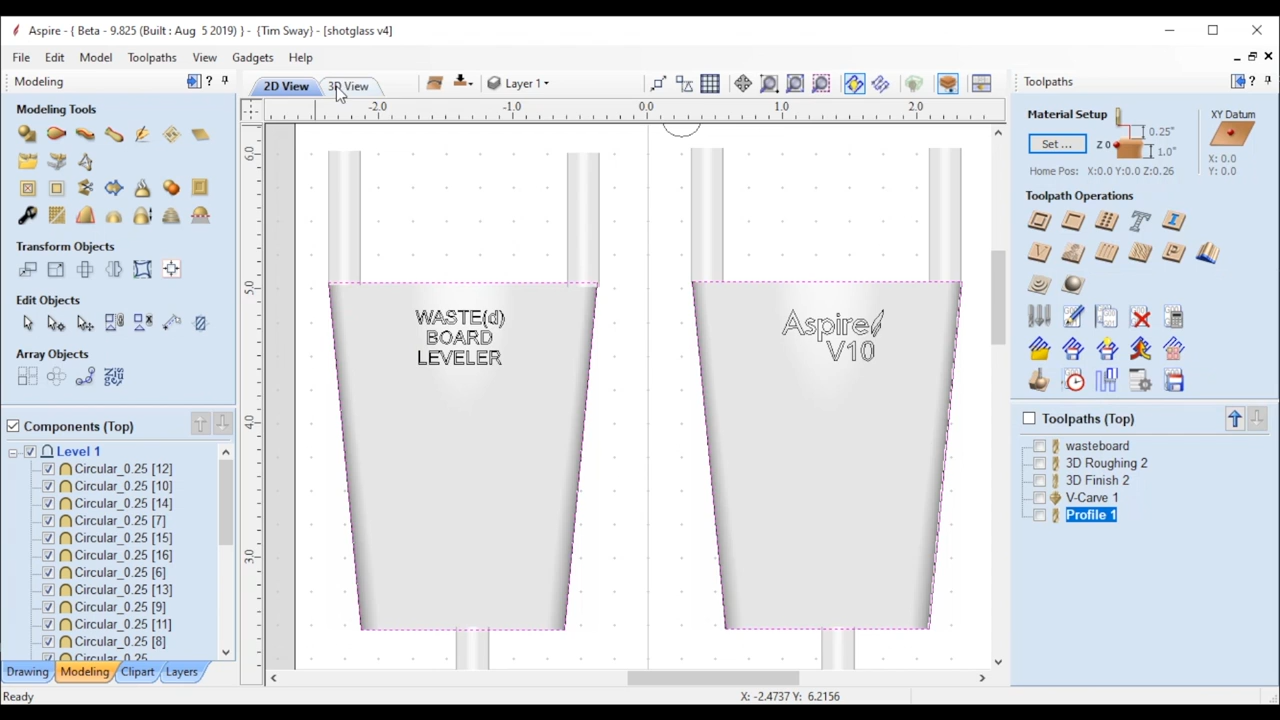 Aspire - { Beta - 9.825 (Built : Aug 5 2019) } - {Tim Sway} - [shotglass v4]
File Edit Model Toolpaths View Gadgets Help
Modeling
2D View 3D View
Layer 1
Toolpaths
-2.0 -1.0 0.0 1.0 2.0
6.0
5.0
4.0
3.0
Modeling Tools
Transform Objects
Edit Objects
Array Objects
Components (Top)
Level 1
Circular_0.25 [12]
Circular_0.25 [10]
Circular_0.25 [14]
Circular_0.25 [7]
Circular_0.25 [15]
Circular_0.25 [16]
Circular_0.25 [6]
Circular_0.25 [13]
Circular_0.25 [9]
Circular_0.25 [11]
Circular_0.25 [8]
Circular_0.25
Drawing Modeling Clipart Layers
WASTE(d)
BOARD
LEVELER
Aspire
V10
Material Setup
Set ...
Z 0
0.25"
1.0"
Home Pos: X:0.0 Y:0.0 Z:0.26
XY Datum
X: 0.0
Y: 0.0
Toolpath Operations
Toolpaths (Top)
wasteboard
3D Roughing 2
3D Finish 2
V-Carve 1
Profile 1
Ready
X: -2.4737 Y: 6.2156